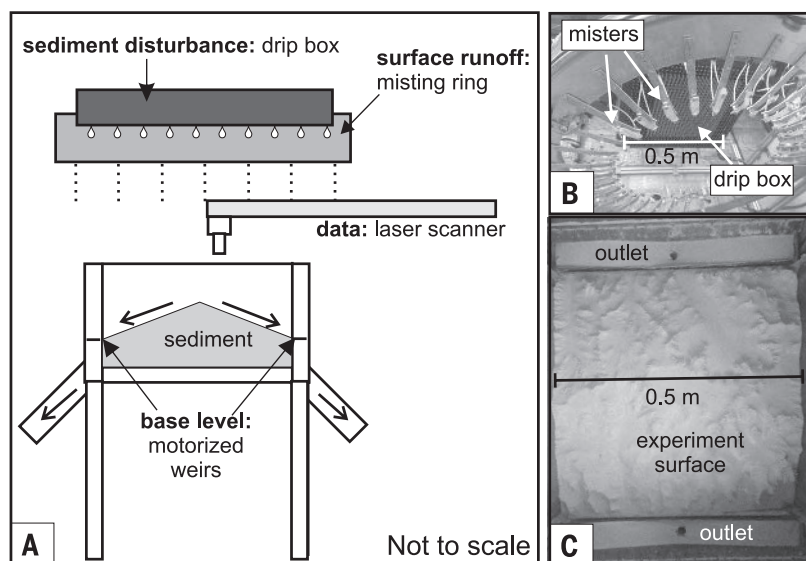 sediment disturbance: drip box
surface runoff:
misting ring
data: laser scanner
sediment
base level:
motorized
weirs
A
Not to scale
misters
0.5 m
drip box
B
outlet
0.5 m
experiment
surface
outlet
C